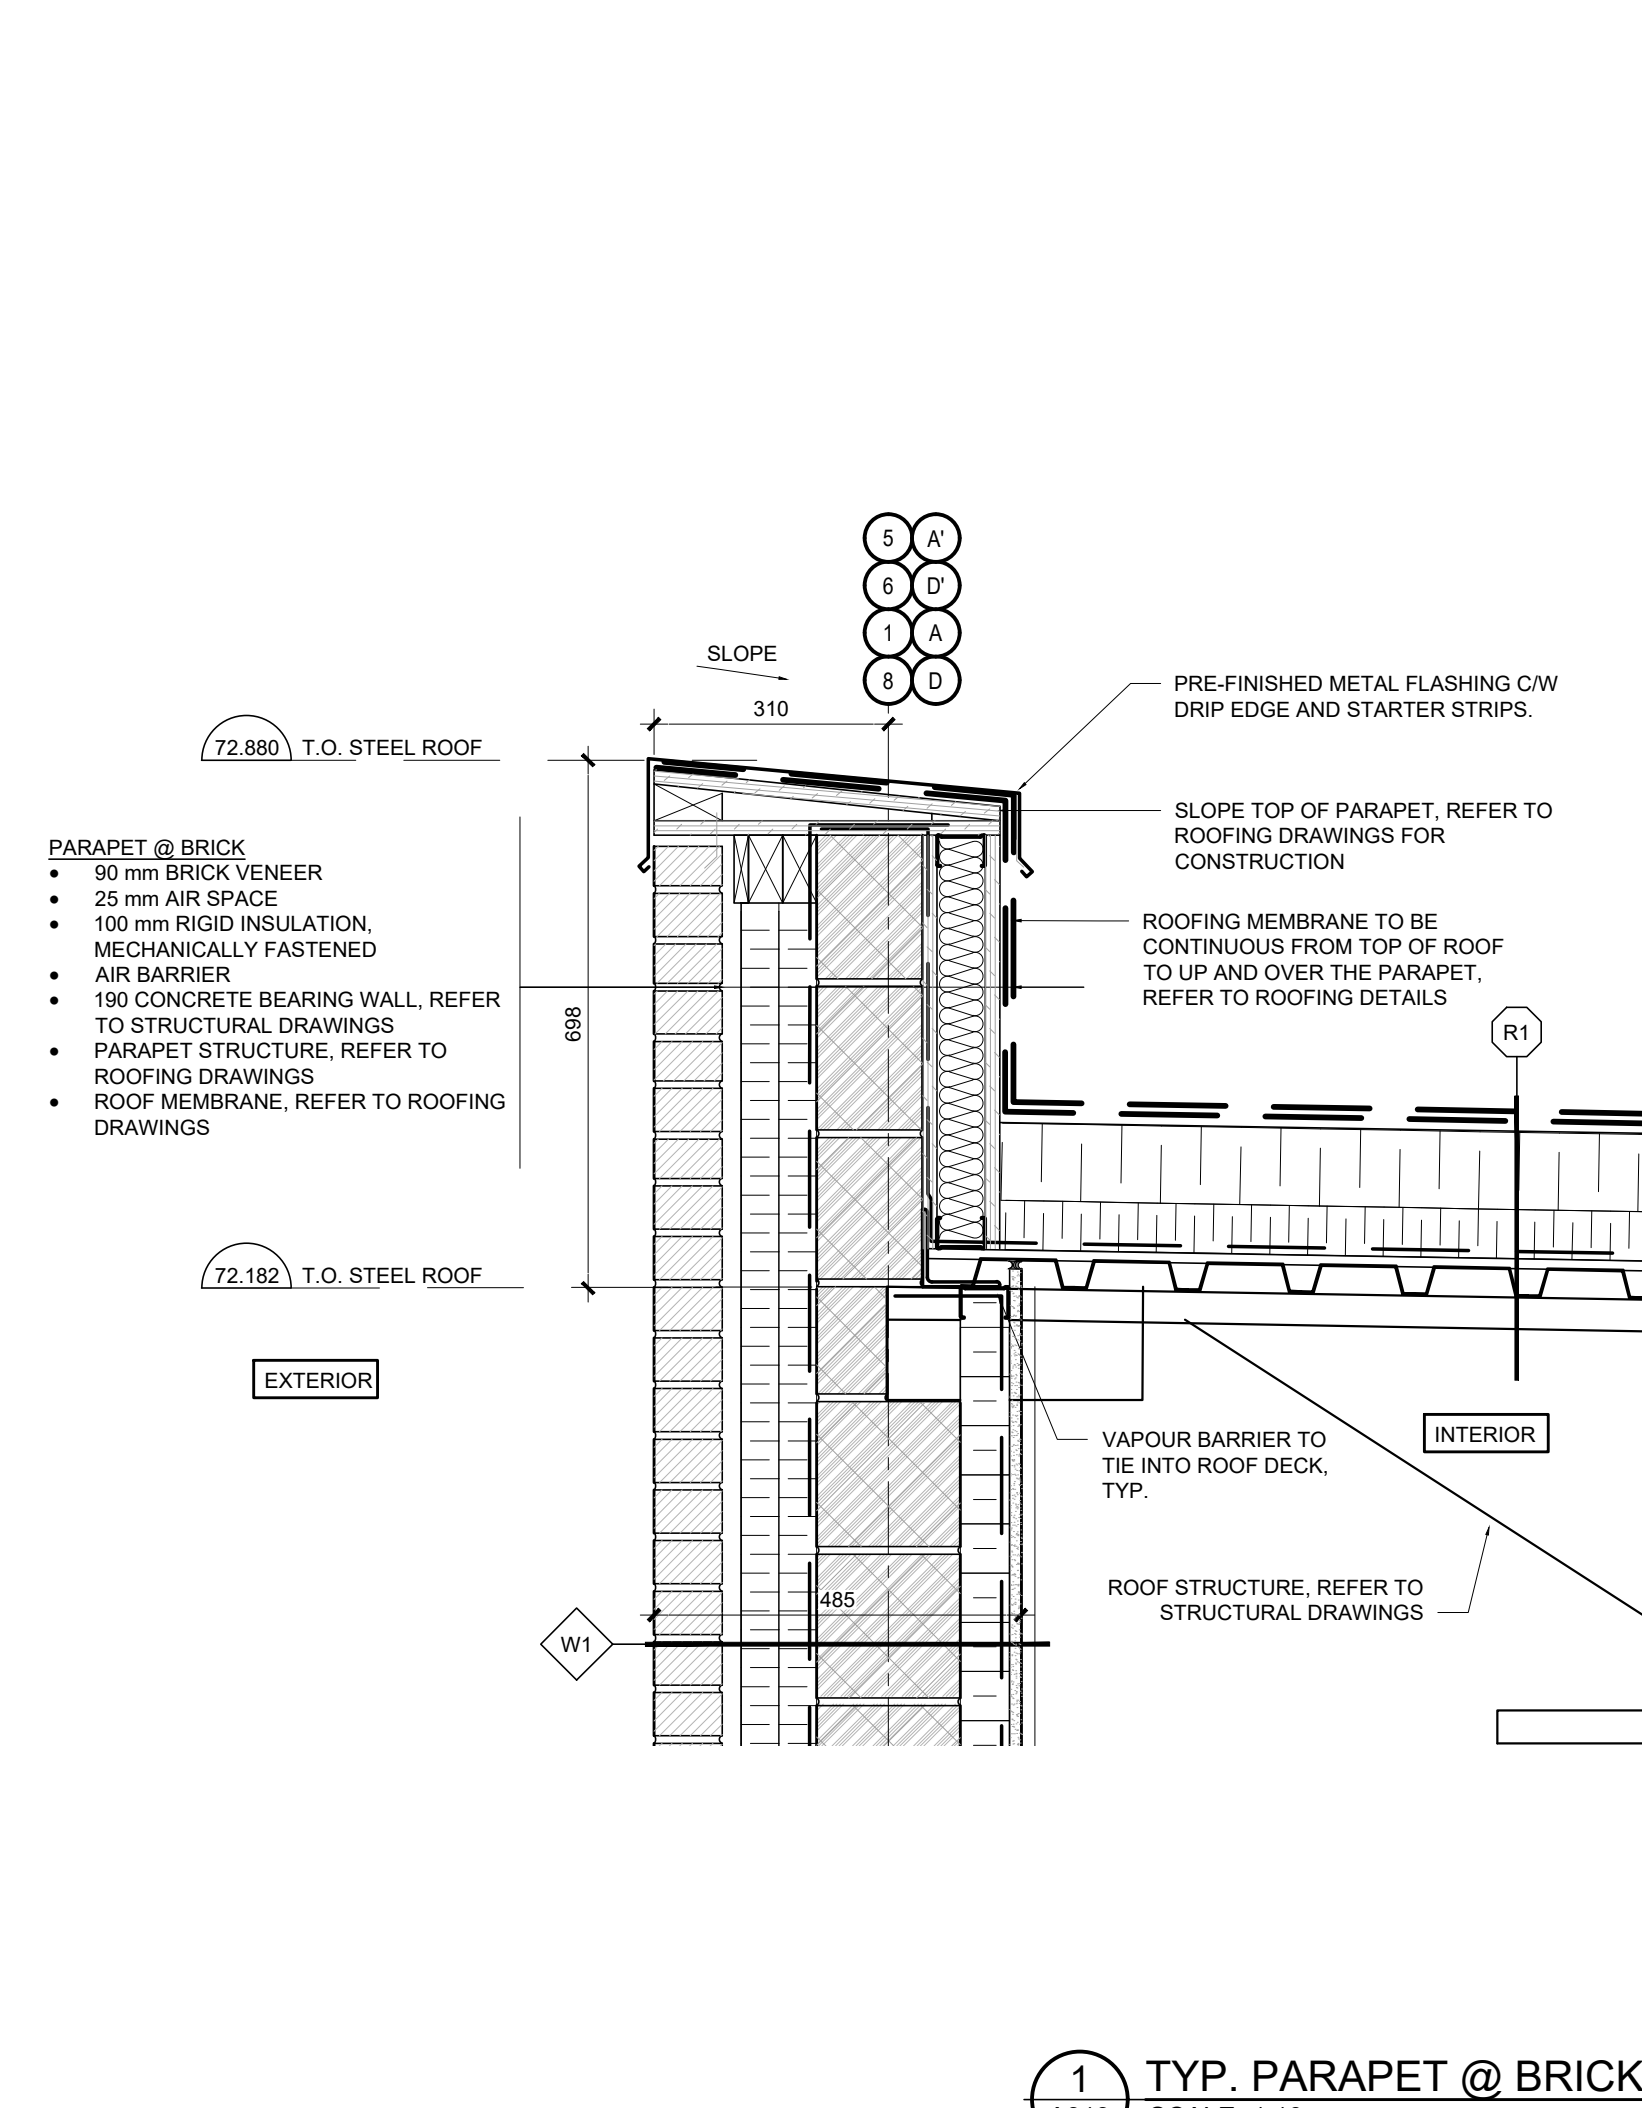 5 A'
6 D'
1 A
8 D
SLOPE
310
PRE-FINISHED METAL FLASHING C/W
DRIP EDGE AND STARTER STRIPS.
72.880 T.O. STEEL ROOF
SLOPE TOP OF PARAPET, REFER TO
ROOFING DRAWINGS FOR
CONSTRUCTION
PARAPET @ BRICK
• 90 mm BRICK VENEER
• 25 mm AIR SPACE
• 100 mm RIGID INSULATION,
MECHANICALLY FASTENED
• AIR BARRIER
• 190 CONCRETE BEARING WALL, REFER
TO STRUCTURAL DRAWINGS
• PARAPET STRUCTURE, REFER TO
ROOFING DRAWINGS
• ROOF MEMBRANE, REFER TO ROOFING
DRAWINGS
ROOFING MEMBRANE TO BE
CONTINUOUS FROM TOP OF ROOF
TO UP AND OVER THE PARAPET,
REFER TO ROOFING DETAILS
698
R1
72.182 T.O. STEEL ROOF
EXTERIOR
INTERIOR
VAPOUR BARRIER TO
TIE INTO ROOF DECK,
TYP.
ROOF STRUCTURE, REFER TO
STRUCTURAL DRAWINGS
485
W1
1
TYP. PARAPET @ BRICK